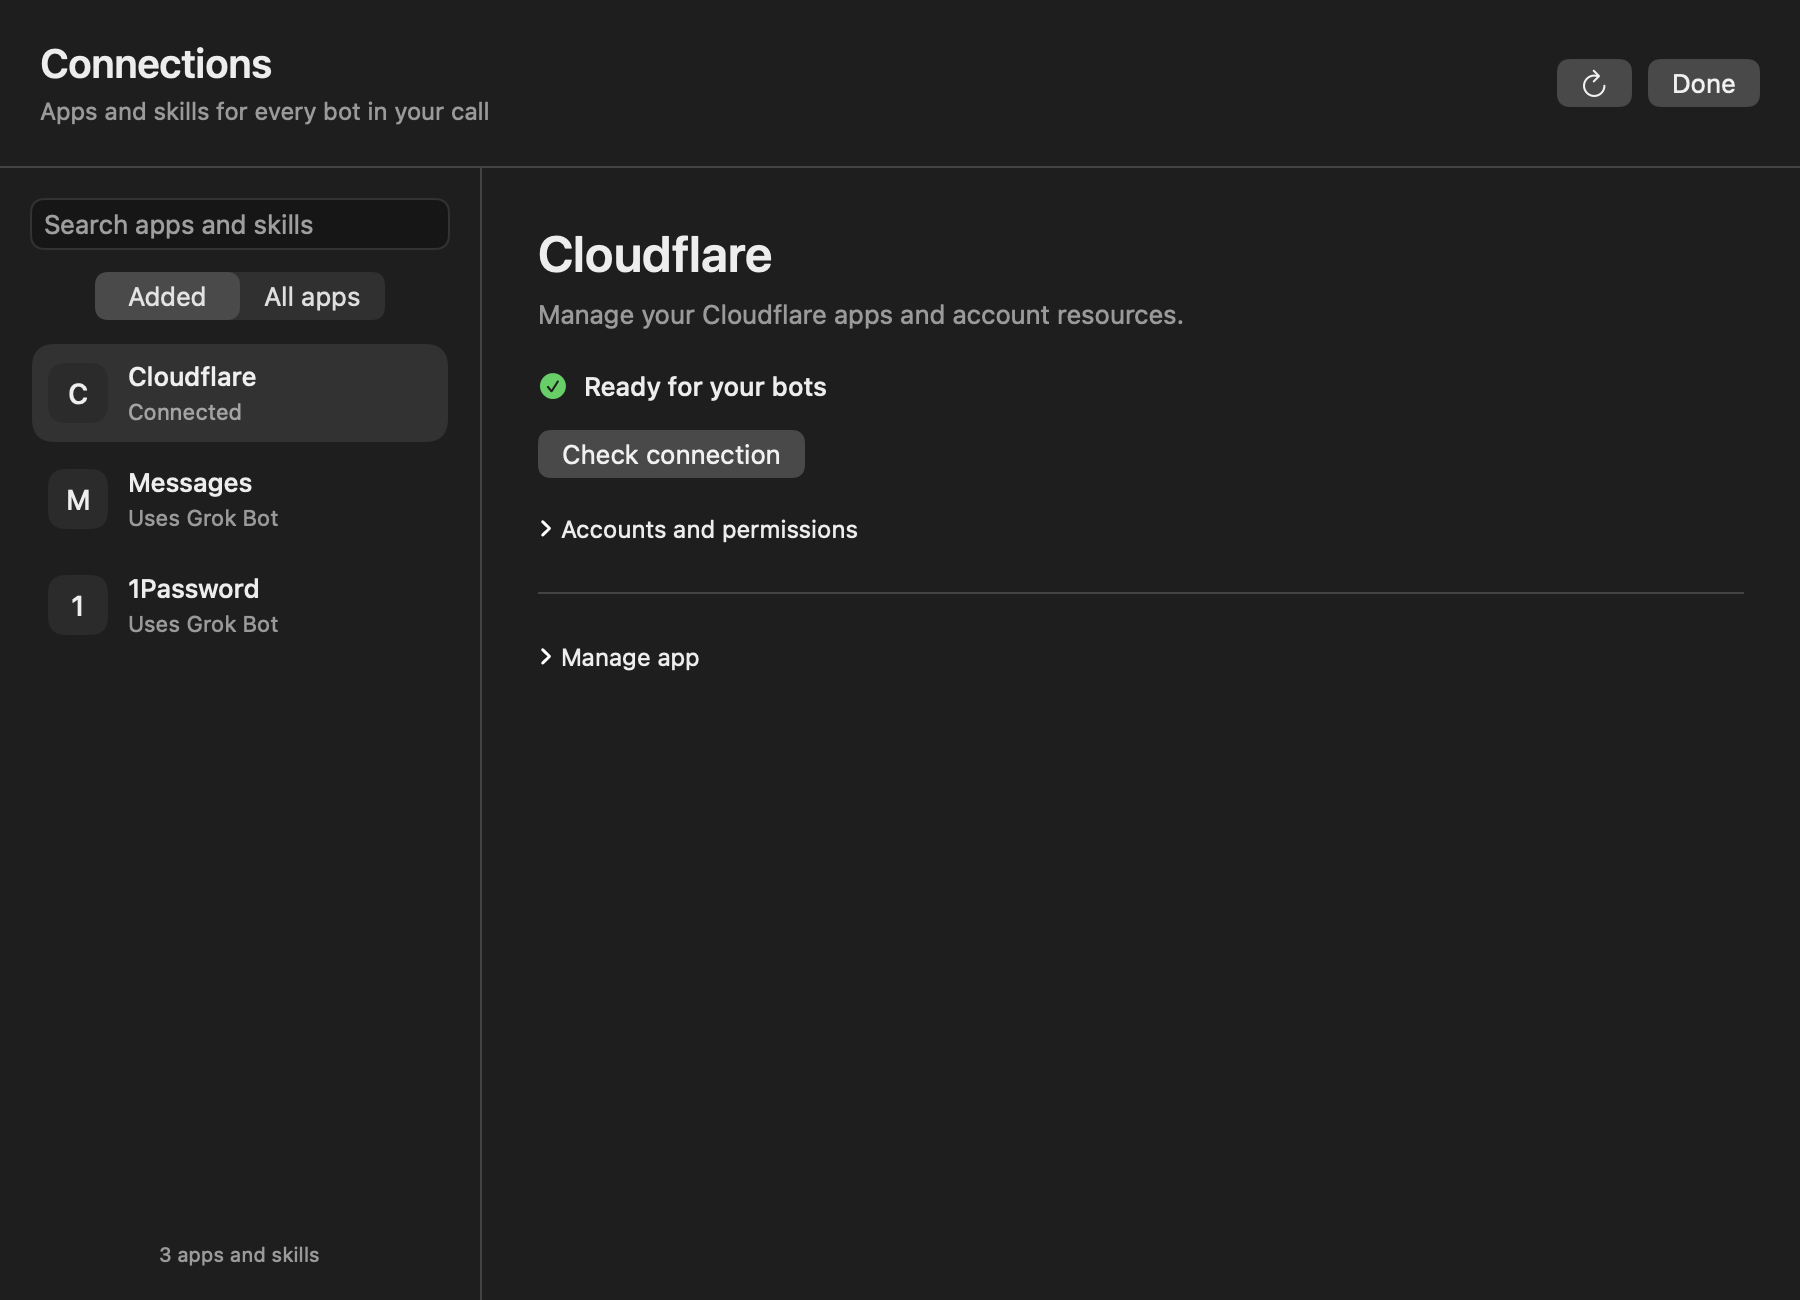 Connections
Apps and skills for every bot in your call
Done
Search apps and skills
Added
All apps
C
Cloudflare
Connected
M
Messages
Uses Grok Bot
1
1Password
Uses Grok Bot
3 apps and skills
Cloudflare
Manage your Cloudflare apps and account resources.
Ready for your bots
Check connection
Accounts and permissions
Manage app